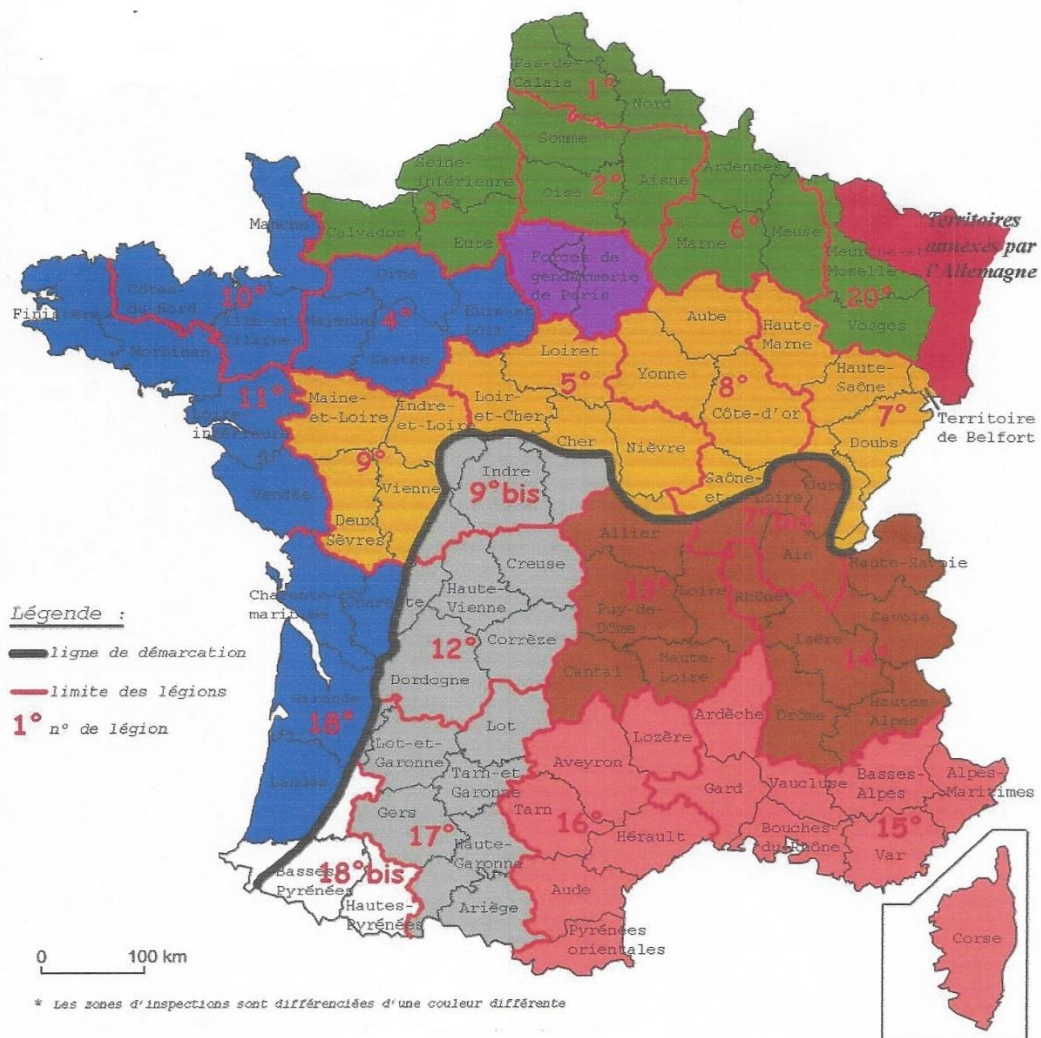 Pas-de-
Calais
1°
Nord
Somme
Seine-
inférieure
Oise
2°
Aisne
Ardennes
3°
Calvados
Eure
Manche
Marne
6°
Meuse
Meurthe-et-
Moselle
20°
Vosges
Territoires
annexés par
l'Allemagne
Forces de
gendarmerie
de Paris
Orne
Finistère
Côtes-
du-Nord
10°
Ille-et
Vilaine
Mayenne
4°
Eure-et
Loir
Morbihan
Sarthe
Aube
Haute-
Marne
Loiret
5°
Yonne
8°
Haute-
Saône
Côte-d'or
7°
Doubs
Territoire
de Belfort
11°
Loire
inférieure
Maine-
et-Loire
Indre-
et-Loire
Loir-
et-Cher
Cher
Nièvre
Vendée
9°
Vienne
Deux
Sèvres
Indre
9°bis
Saône-
et-Loire
Jura
7°bis
Ain
Allier
Haute-Savoie
Creuse
Charente-
maritime
Charente
Haute-
Vienne
13°
Loire
Rhône
Puy-de-
Dôme
Savoie
Isère
14°
12°
Corrèze
Dordogne
Cantal
Haute-
Loire
Drôme
Hautes
Alpes
Légende :
ligne de démarcation
limite des légions
1° n° de légion
Garonde
18°
Landes
Lot
Lot-et-
Garonne
Tarn-et
Garonne
Aveyron
Lozère
Ardèche
Gard
Vaucluse
Basses-
Alpes
Alpes-
Maritimes
Gers
17°
Haute-
Garonne
Tarn
16°
Hérault
Bouches-
du-Rhône
15°
Var
Basses
Pyrénées
18°bis
Hautes-
Pyrénées
Ariège
Aude
Pyrénées
orientales
Corse
0 100 km
* Les zones d'inspections sont différenciées d'une couleur différente